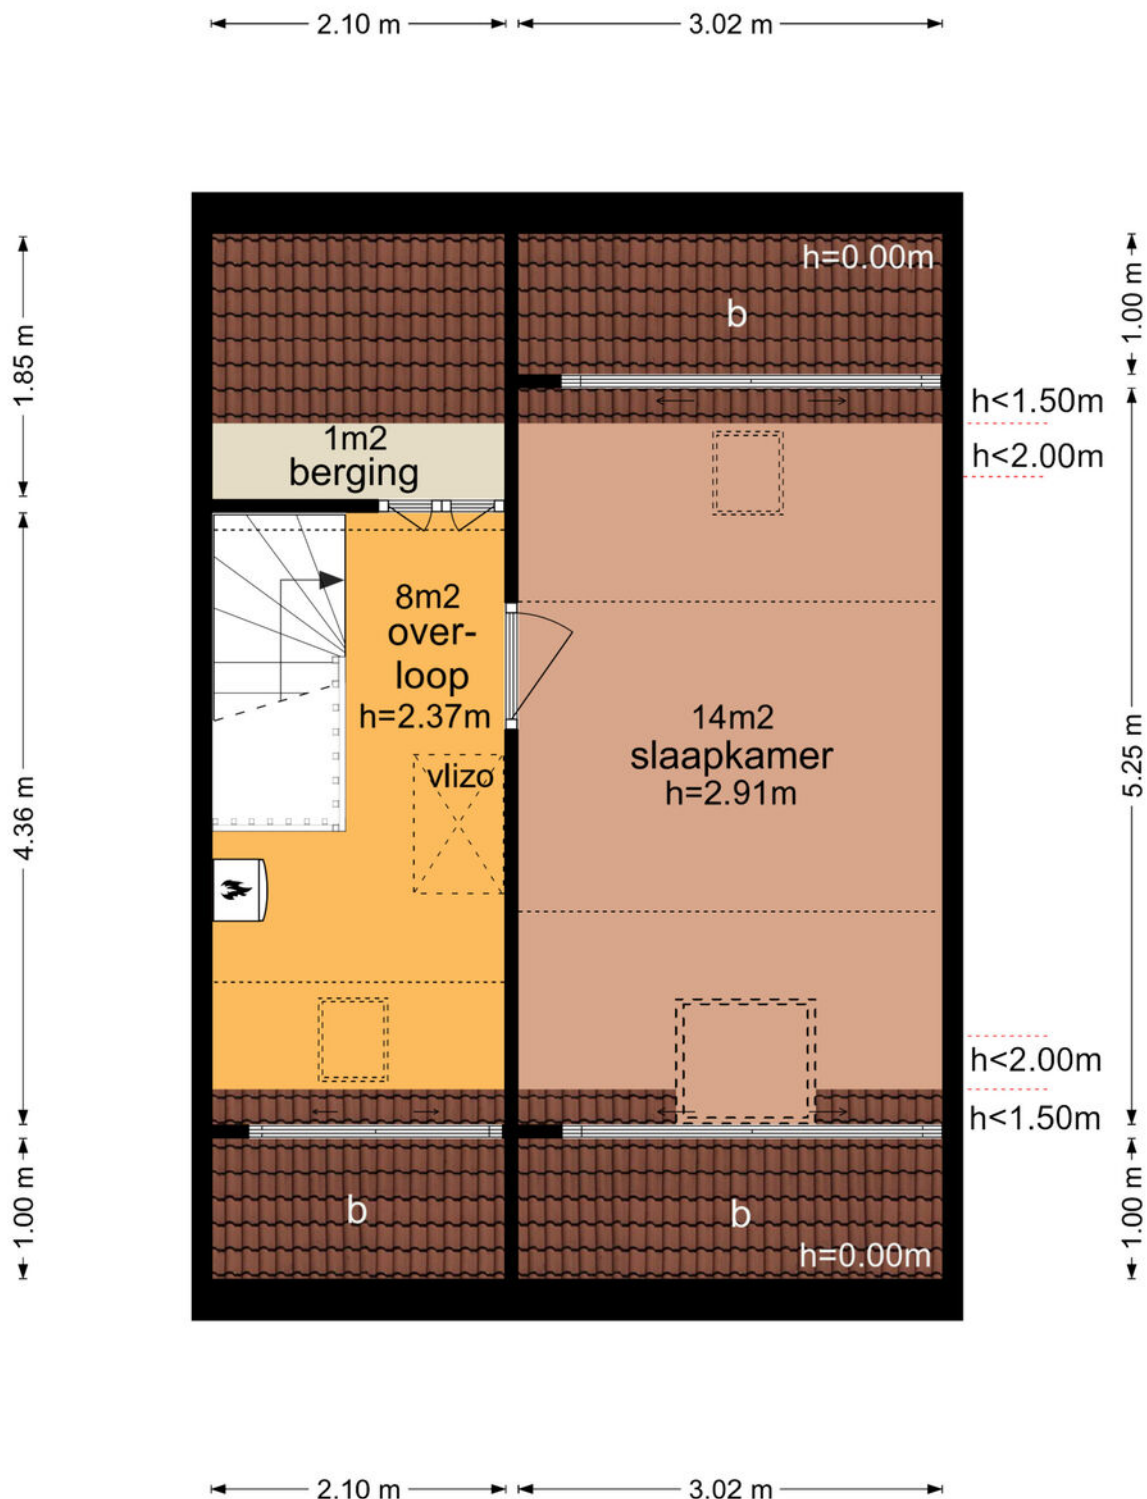 2.10 m
3.02 m
h=0.00m
b
1.00 m
1.85 m
h<1.50m
h<2.00m
1m2
berging
8m2
over-
loop
h=2.37m
vlizo
14m2
slaapkamer
h=2.91m
4.36 m
5.25 m
h<2.00m
h<1.50m
1.00 m
b
b
h=0.00m
1.00 m
2.10 m
3.02 m